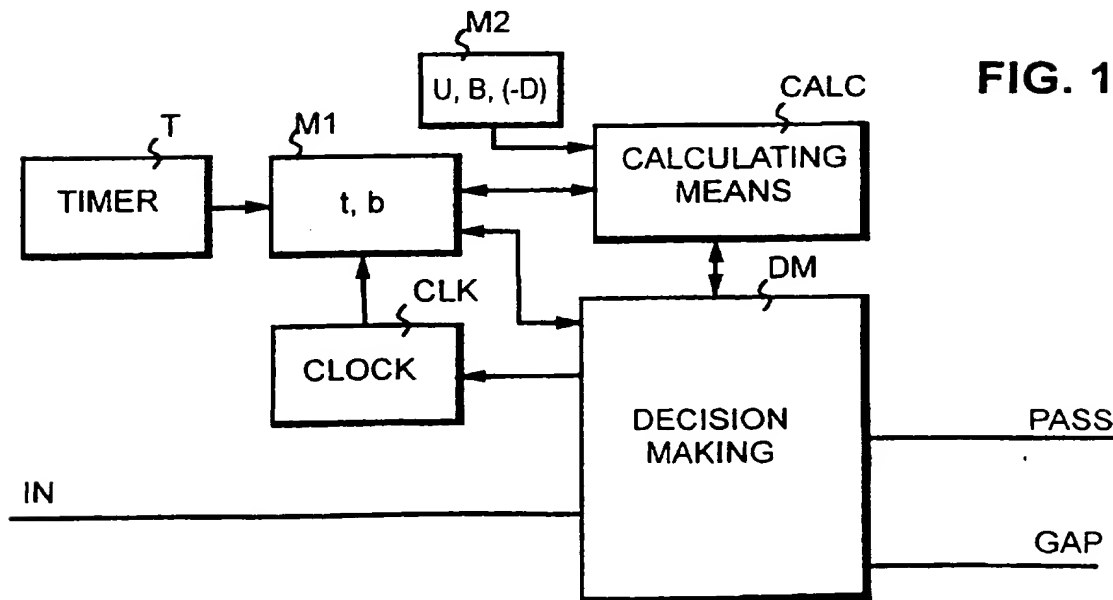 M2
FIG. 1
U, B, (-D)
CALC
T
M1
CALCULATING
MEANS
TIMER
t, b
DM
CLK
CLOCK
DECISION
MAKING
PASS
IN
GAP